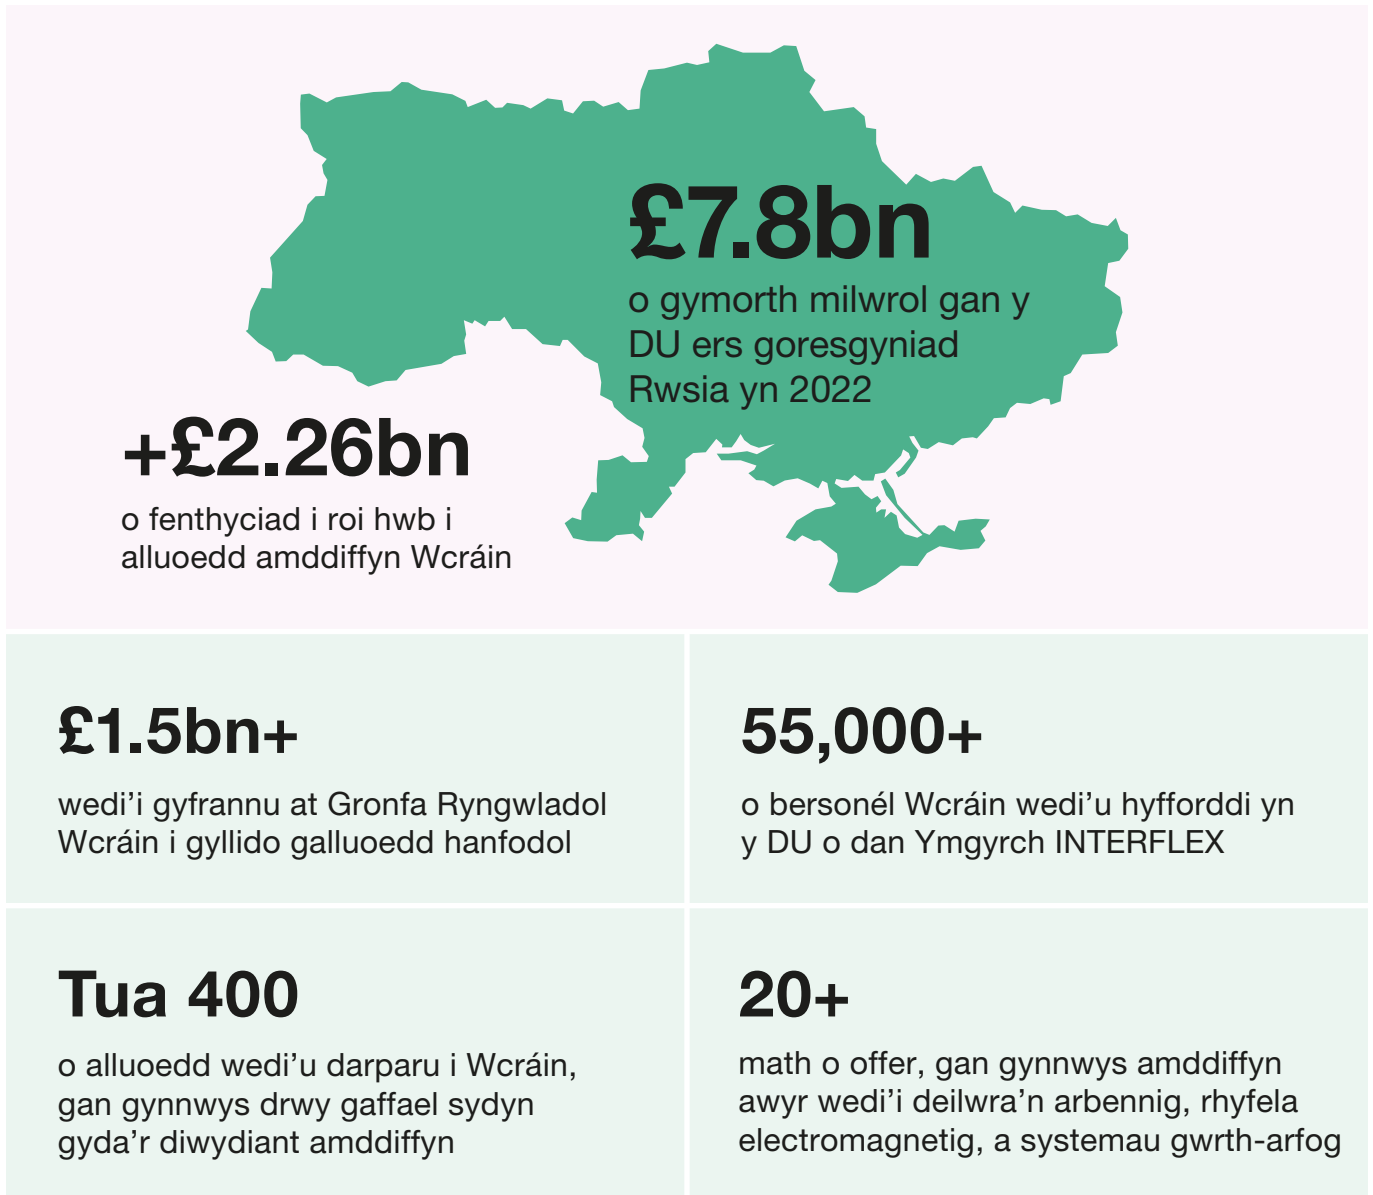 £7.8bn
o gymorth milwrol gan y
DU ers goresgyniad
Rwsia yn 2022
+£2.26bn
o fenthyciad i roi hwb i
alluoedd amddiffyn Wcráin
£1.5bn+
wedi’i gyfrannu at Gronfa Ryngwladol
Wcráin i gyllido galluoedd hanfodol
55,000+
o bersonél Wcráin wedi’u hyfforddi yn
y DU o dan Ymgyrch INTERFLEX
Tua 400
o alluoedd wedi’u darparu i Wcráin,
gan gynnwys drwy gaffael sydyn
gyda’r diwydiant amddiffyn
20+
math o offer, gan gynnwys amddiffyn
awyr wedi’i deilwra’n arbennig, rhyfela
electromagnetig, a systemau gwrth-arfog